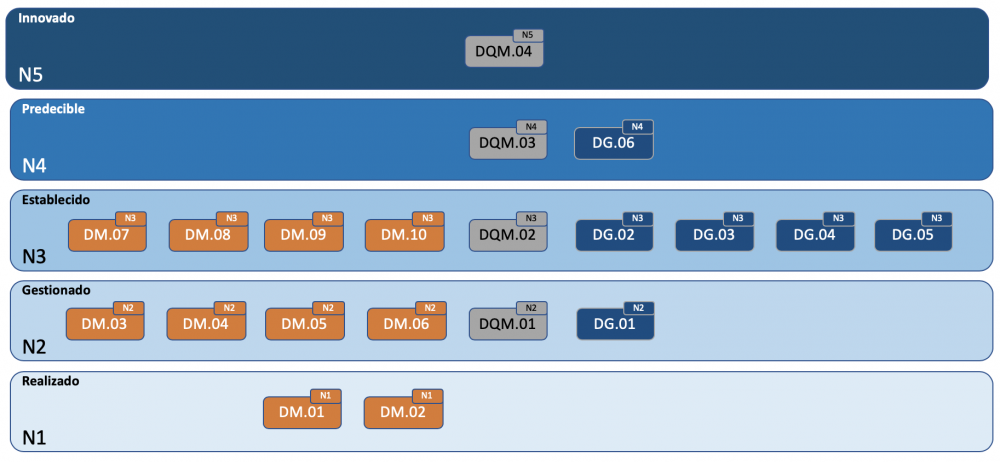 Innovado
N5
DQM.04
N5
Predecible
N4
DQM.03
N4
DG.06
N4
Establecido
N3
DM.07
N3
DM.08
N3
DM.09
N3
DM.10
N3
DQM.02
N3
DG.02
N3
DG.03
N3
DG.04
N3
DG.05
N3
Gestionado
N2
DM.03
N2
DM.04
N2
DM.05
N2
DM.06
N2
DQM.01
N2
DG.01
N2
Realizado
N1
DM.01
N1
DM.02
N1